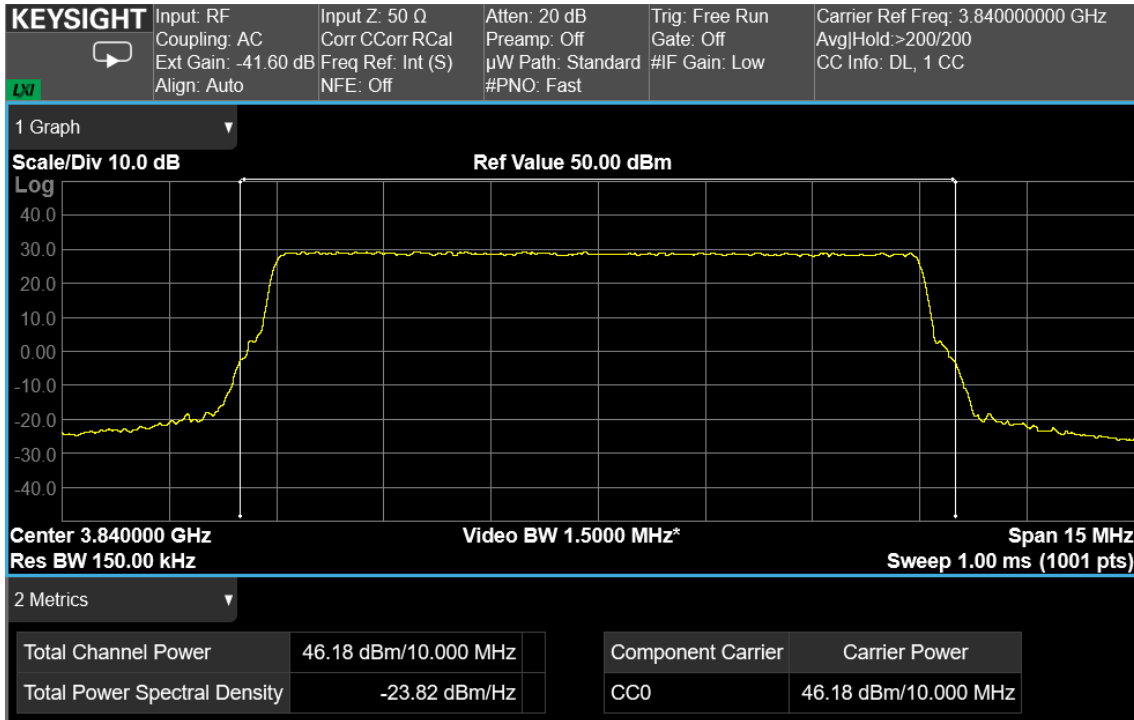 KEYSIGHT Input: RF Input Z: 50 Ω Atten: 20 dB Trig: Free Run Carrier Ref Freq: 3.840000000 GHz
Coupling: AC Corr CCorr RCal Preamp: Off Gate: Off Avg|Hold:>200/200
Ext Gain: -41.60 dB Freq Ref: Int (S) µW Path: Standard #IF Gain: Low CC Info: DL, 1 CC
LXI Align: Auto NFE: Off #PNO: Fast
1 Graph ▼
Scale/Div 10.0 dB Ref Value 50.00 dBm
Log
40.0
30.0
20.0
10.0
0.00
-10.0
-20.0
-30.0
-40.0
Center 3.840000 GHz Video BW 1.5000 MHz* Span 15 MHz
Res BW 150.00 kHz Sweep 1.00 ms (1001 pts)
2 Metrics ▼
Total Channel Power 46.18 dBm/10.000 MHz Component Carrier Carrier Power
Total Power Spectral Density -23.82 dBm/Hz CC0 46.18 dBm/10.000 MHz